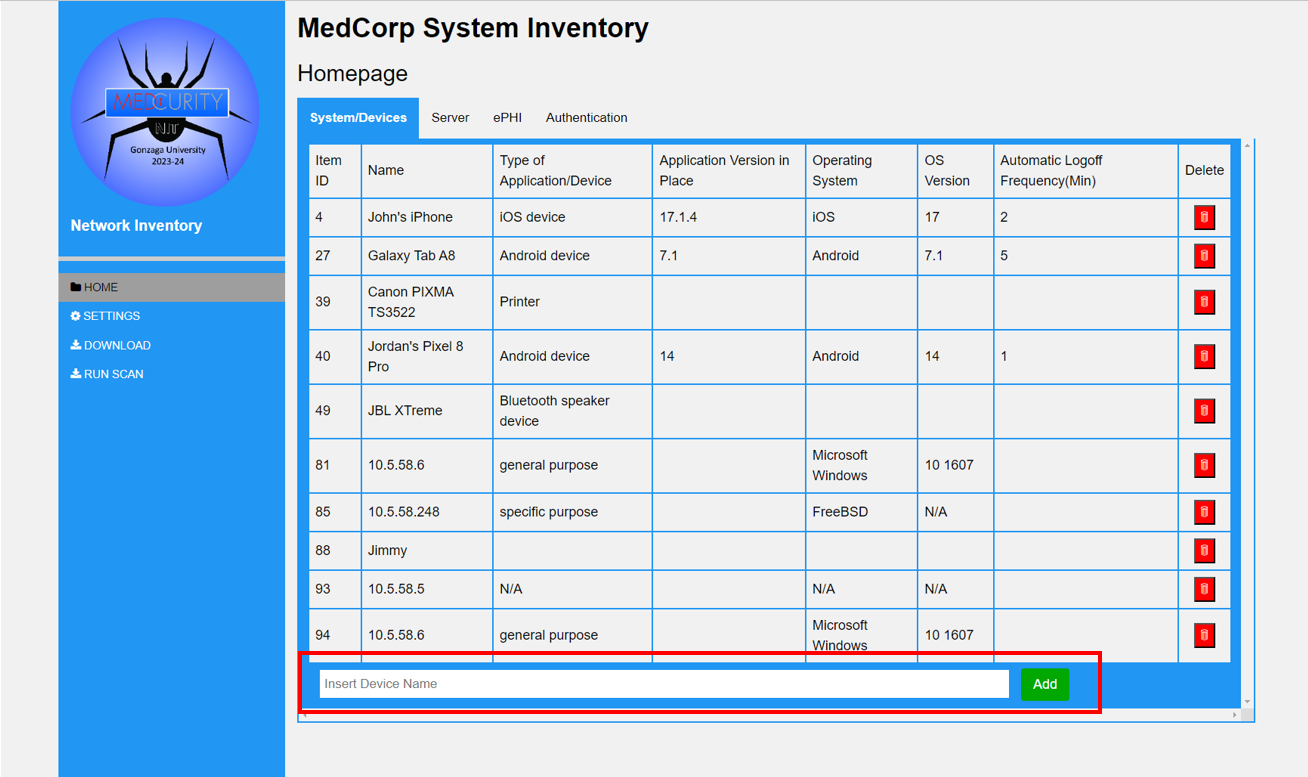 MEDCURITY
NIT
Gonzaga University
2023-24
Network Inventory
HOME
SETTINGS
DOWNLOAD
RUN SCAN
MedCorp System Inventory
Homepage
System/Devices Server ePHI Authentication
Item ID Name Type of Application/Device Application Version in Place Operating System OS Version Automatic Logoff Frequency(Min) Delete
4 John's iPhone iOS device 17.1.4 iOS 17 2
27 Galaxy Tab A8 Android device 7.1 Android 7.1 5
39 Canon PIXMA TS3522 Printer
40 Jordan's Pixel 8 Pro Android device 14 Android 14 1
49 JBL XTreme Bluetooth speaker device
81 10.5.58.6 general purpose Microsoft Windows 10 1607
85 10.5.58.248 specific purpose FreeBSD N/A
88 Jimmy
93 10.5.58.5 N/A N/A N/A
94 10.5.58.6 general purpose Microsoft Windows 10 1607
Insert Device Name Add